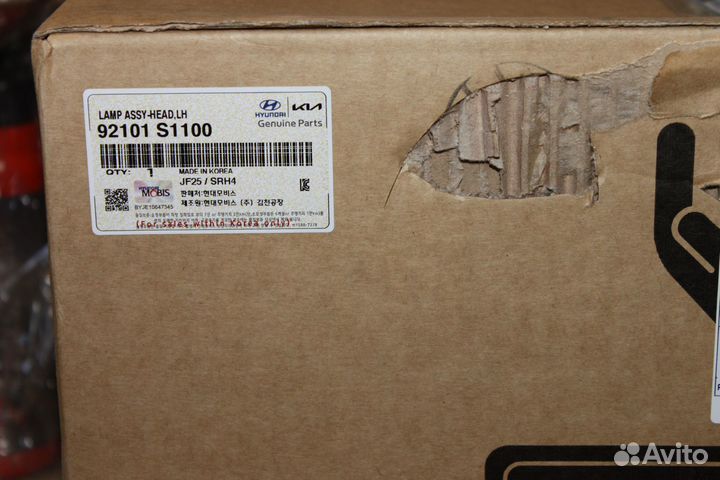 LAMP ASSY-HEAD,LH
HYUNDAI KIA
92101 S1100
Genuine Parts
QTY: 1 MADE IN KOREA
JF25 / SRH4
MOBIS
판매처:현대모비스
제조원:현대모비스 (주) 김천공장
BYJE10647345
(For sales within Korea only)
Avito